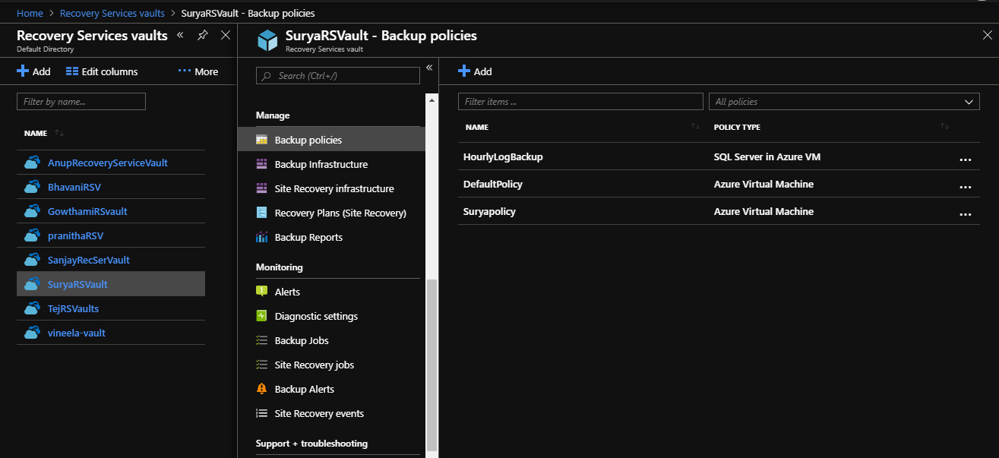 Home > Recovery Services vaults > SuryaRSVault - Backup policies
Recovery Services vaults «
Default Directory
Add Edit columns ··· More
Filter by name...
NAME ↑↓
AnupRecoveryServiceVault
BhavaniRSV
GowthamiRSvault
pranithaRSV
SanjayRecSerVault
SuryaRSVault
TejRSVaults
vineela-vault
SuryaRSVault - Backup policies
Recovery Services vault
Search (Ctrl+/) «
Manage
Backup policies
Backup Infrastructure
Site Recovery infrastructure
Recovery Plans (Site Recovery)
Backup Reports
Monitoring
Alerts
Diagnostic settings
Backup Jobs
Site Recovery jobs
Backup Alerts
Site Recovery events
Support + troubleshooting
Add
Filter items ... All policies
NAME ↑↓ POLICY TYPE ↑↓
HourlyLogBackup SQL Server in Azure VM ...
DefaultPolicy Azure Virtual Machine ...
Suryapolicy Azure Virtual Machine ...